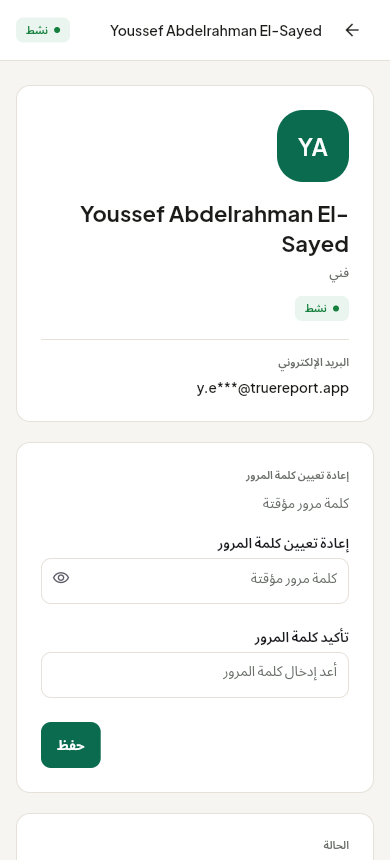 Youssef Abdelrahman El-Sayed
نشط
YA
Youssef Abdelrahman El-
Sayed
فني
نشط
البريد الإلكتروني
y.e***@truereport.app
إعادة تعيين كلمة المرور
كلمة مرور مؤقتة
إعادة تعيين كلمة المرور
كلمة مرور مؤقتة
تأكيد كلمة المرور
أعد إدخال كلمة المرور
حفظ
الحالة